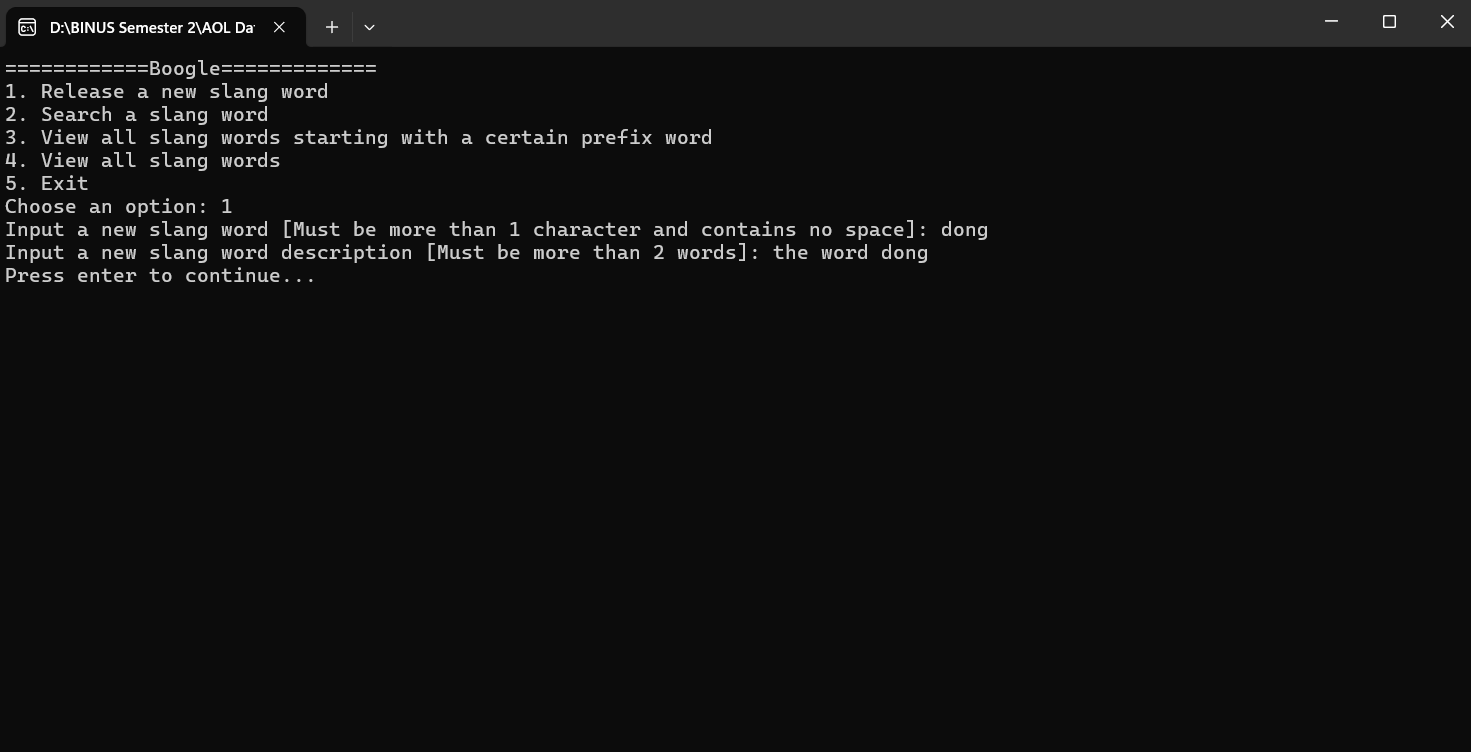 D:\BINUS Semester 2\AOL Da
============Boogle=============
1. Release a new slang word
2. Search a slang word
3. View all slang words starting with a certain prefix word
4. View all slang words
5. Exit
Choose an option: 1
Input a new slang word [Must be more than 1 character and contains no space]: dong
Input a new slang word description [Must be more than 2 words]: the word dong
Press enter to continue...